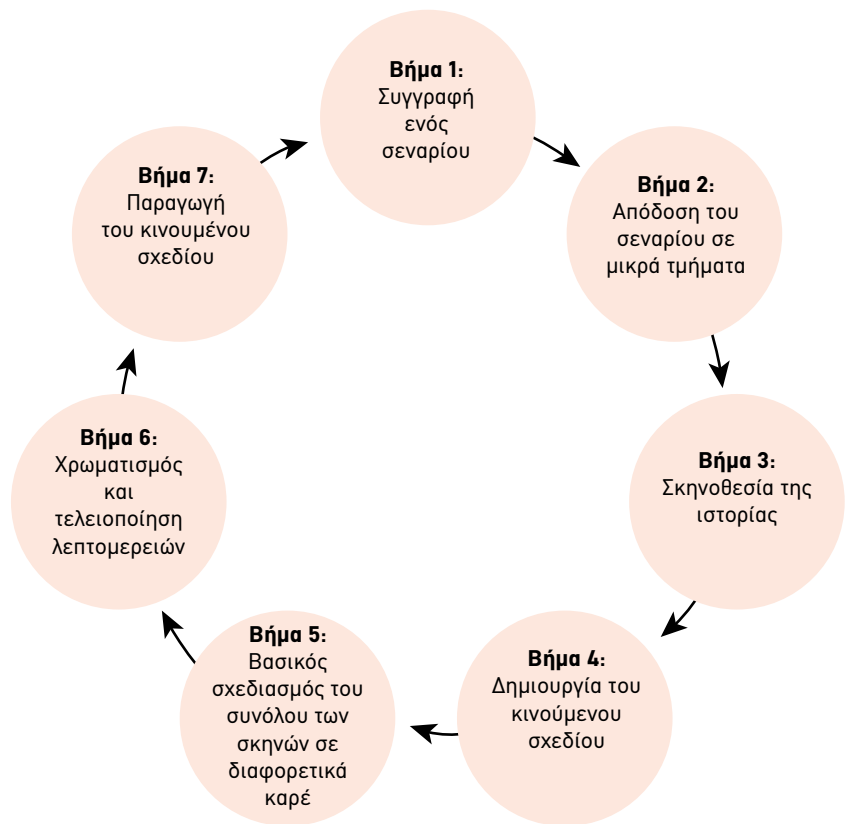 Βήμα 1:
Συγγραφή
ενός
σεναρίου
Βήμα 2:
Απόδοση του
σεναρίου σε
μικρά τμήματα
Βήμα 3:
Σκηνοθεσία της
ιστορίας
Βήμα 4:
Δημιουργία του
κινούμενου
σχεδίου
Βήμα 5:
Βασικός
σχεδιασμός του
συνόλου των
σκηνών σε
διαφορετικά
καρέ
Βήμα 6:
Χρωματισμός
και
τελειοποίηση
λεπτομερειών
Βήμα 7:
Παραγωγή
του κινουμένου
σχεδίου